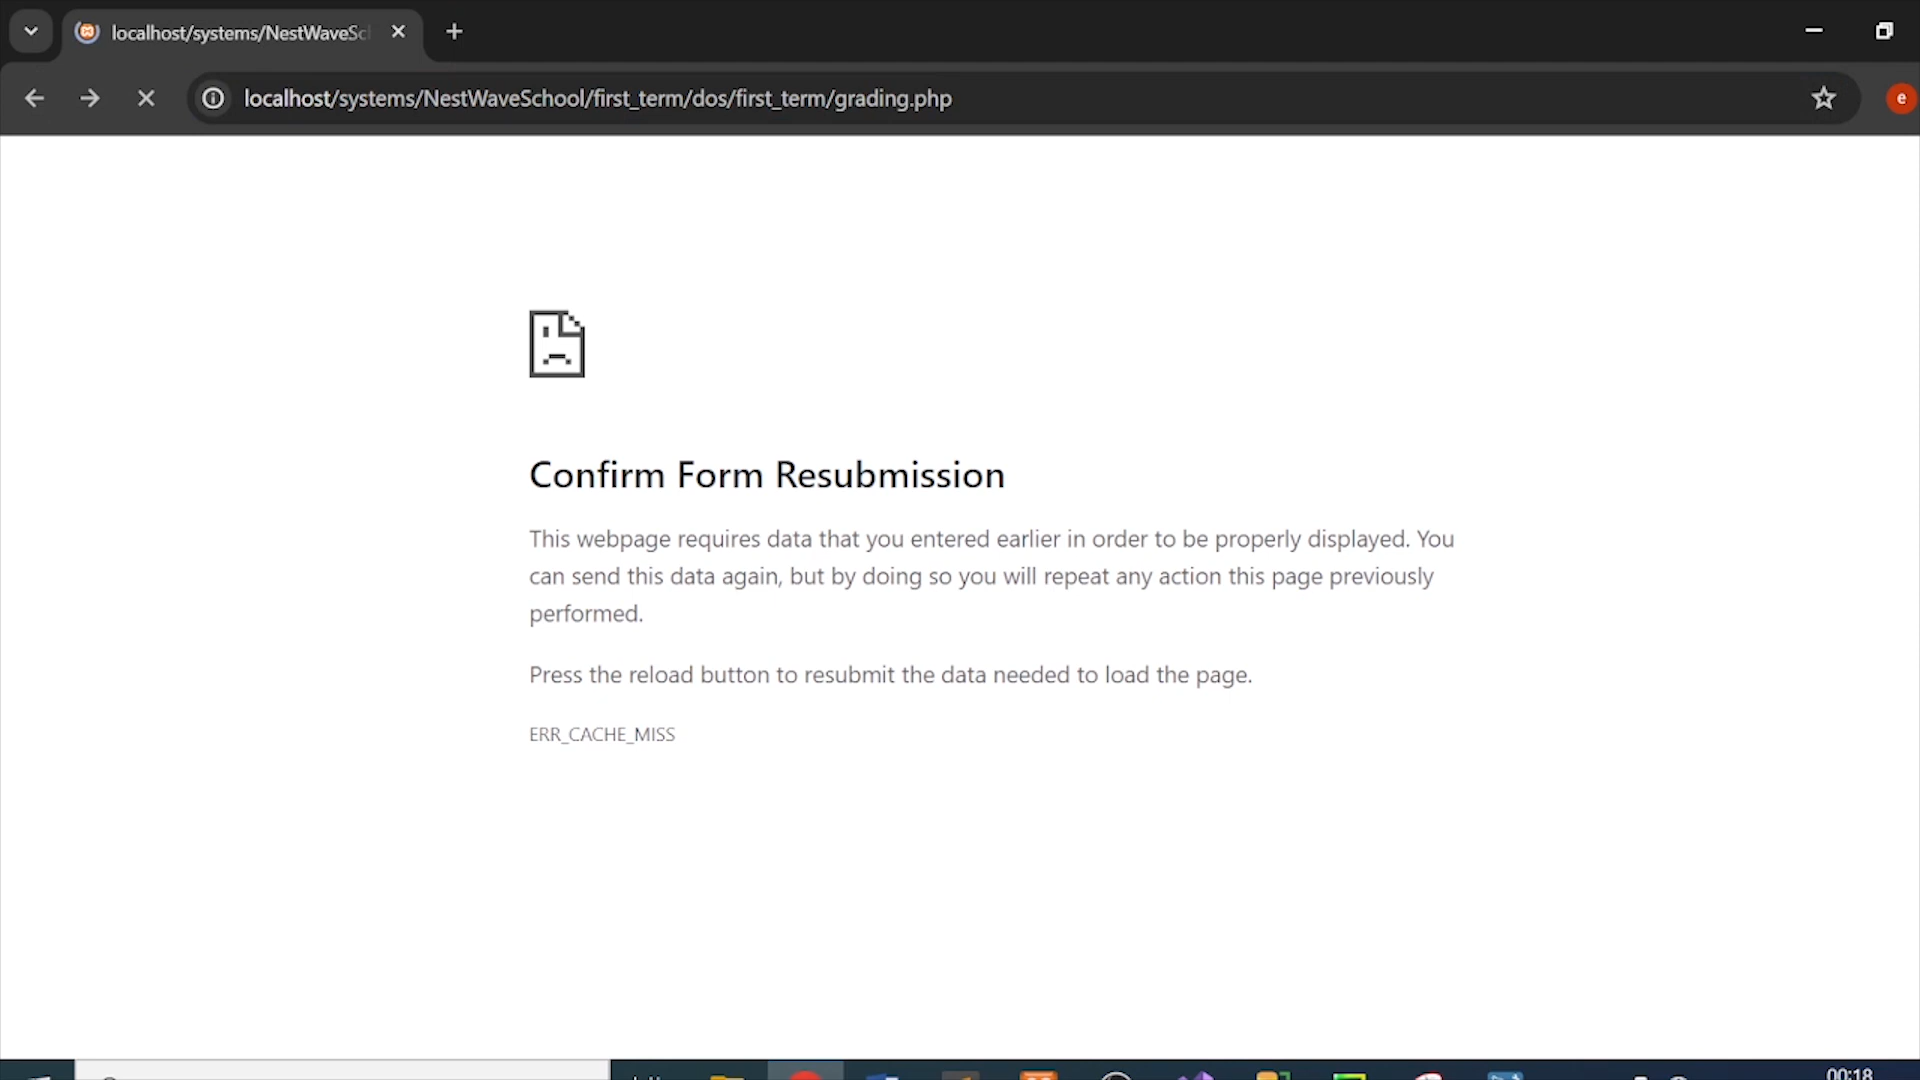 localhost/systems/NestWaveSc
localhost/systems/NestWaveSchool/first_term/dos/first_term/grading.php
e
Confirm Form Resubmission
This webpage requires data that you entered earlier in order to be properly displayed. You
can send this data again, but by doing so you will repeat any action this page previously
performed.
Press the reload button to resubmit the data needed to load the page.
ERR_CACHE_MISS
00:18